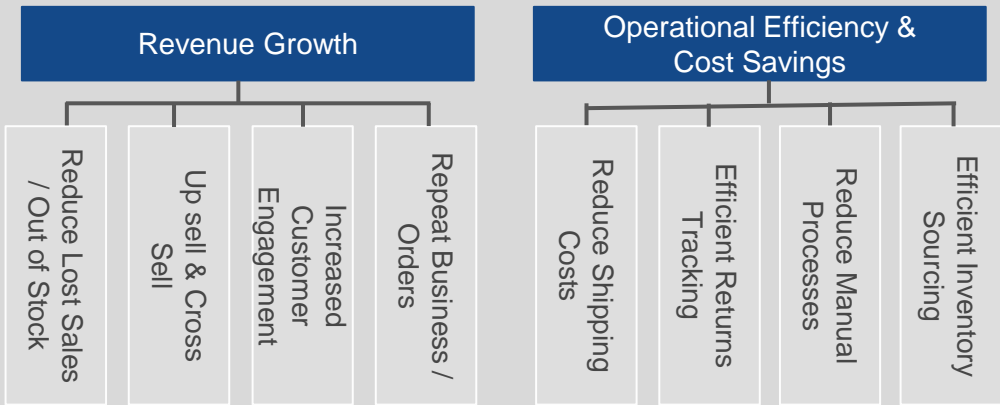 Revenue Growth
Operational Efficiency &
Cost Savings
Reduce Lost Sales
/ Out of Stock
Up sell & Cross
Sell
Increased
Customer
Engagement
Repeat Business /
Orders
Reduce Shipping
Costs
Efficient Returns
Tracking
Reduce Manual
Processes
Efficient Inventory
Sourcing